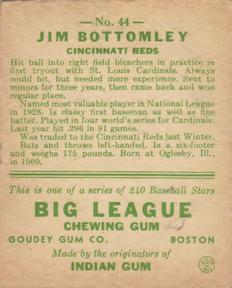 No. 44
JIM BOTTOMLEY
CINCINNATI REDS
Hit ball into right field bleachers in practice in
first tryout with St. Louis Cardinals. Always
could hit, but needed more experience. Sent to
minors for three years, then came back and won
regular place.
Named most valuable player in National League
in 1928. Is classy first baseman as well as fine
batter. Played in four world's series for Cardinals.
Last year hit .296 in 91 games.
Was traded to the Cincinnati Reds last Winter.
Bats and throws left-handed. Is a six-footer
and weighs 175 pounds. Born at Oglesby, Ill.,
in 1900.
This is one of a series of 240 Baseball Stars
BIG LEAGUE
CHEWING GUM
GOUDEY GUM CO. BOSTON
Made by the originators of
INDIAN GUM